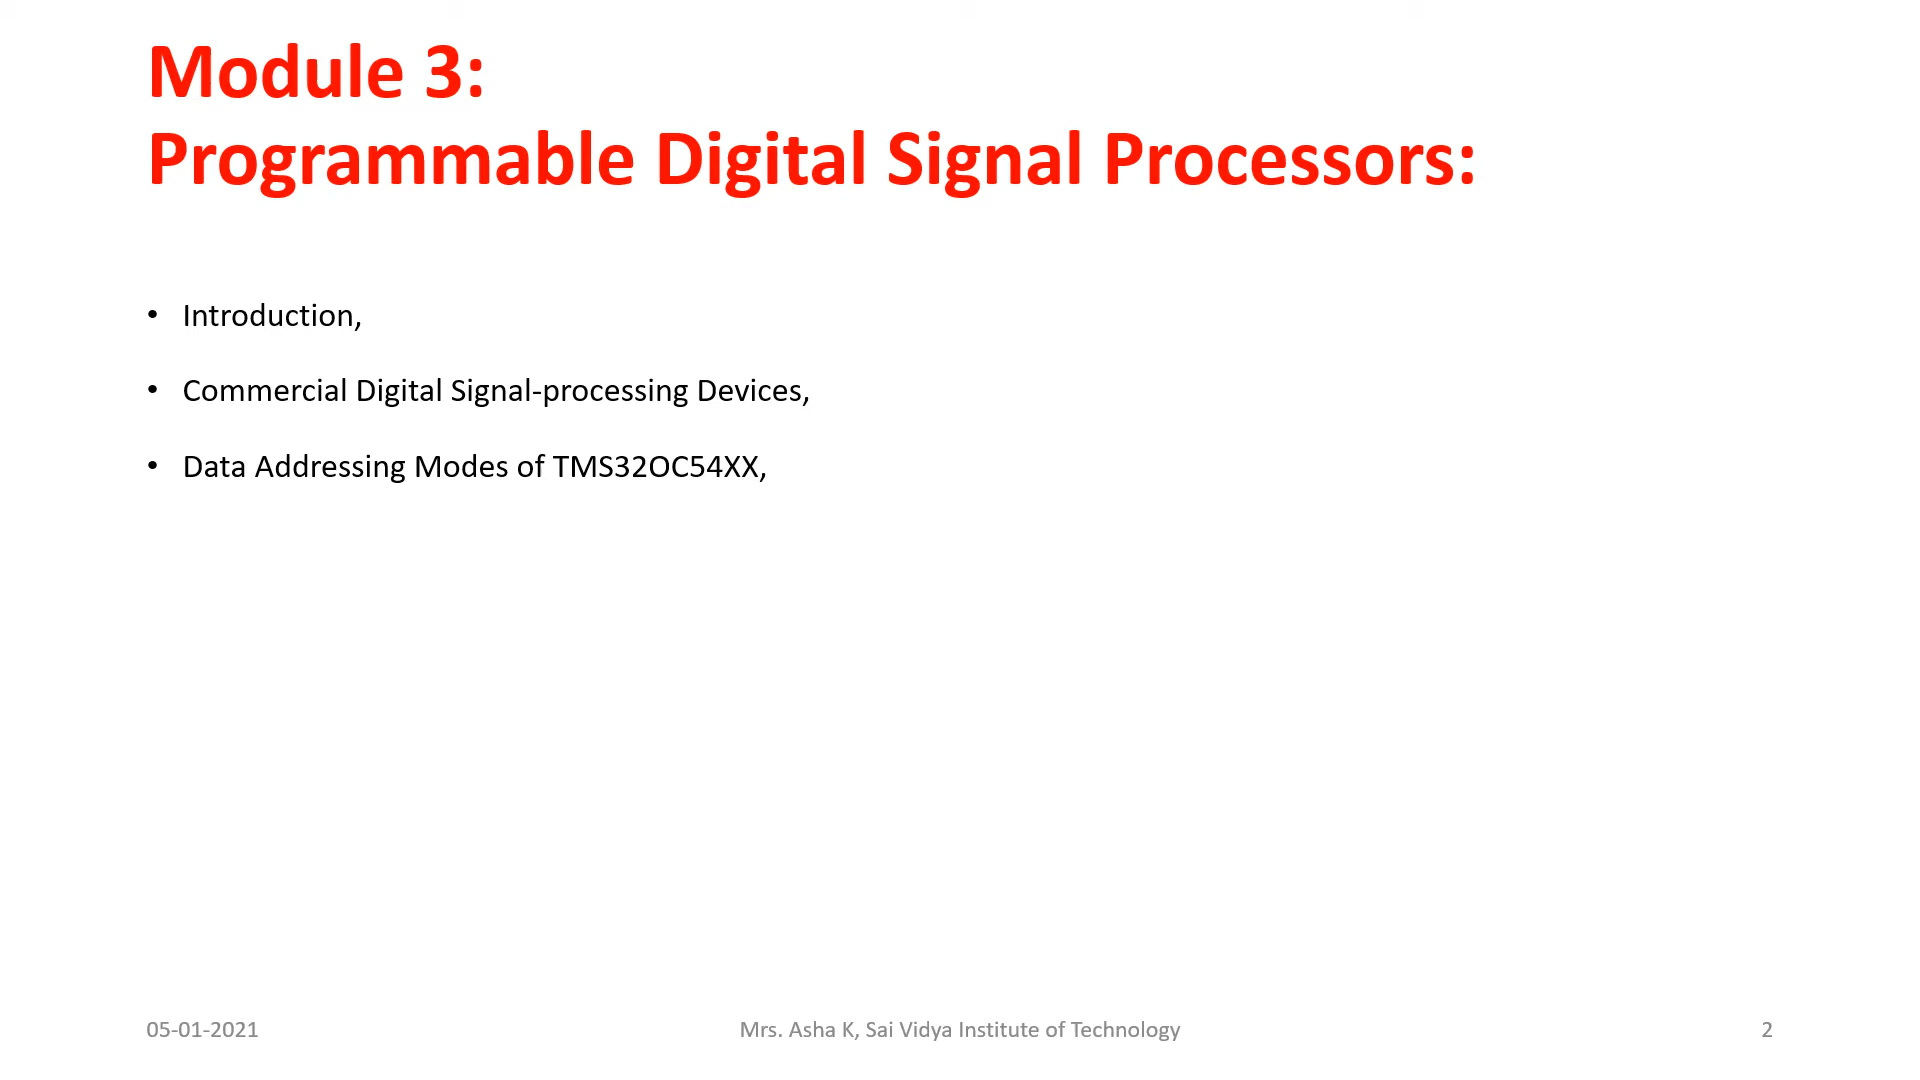 Module 3:
Programmable Digital Signal Processors:
• Introduction,
• Commercial Digital Signal-processing Devices,
• Data Addressing Modes of TMS32OC54XX,
05-01-2021
Mrs. Asha K, Sai Vidya Institute of Technology
2